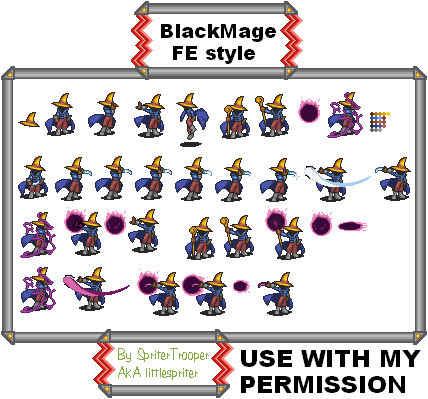 BlackMage
FE style
By SpriterTrooper
AKA littlespriter
USE WITH MY
PERMISSION